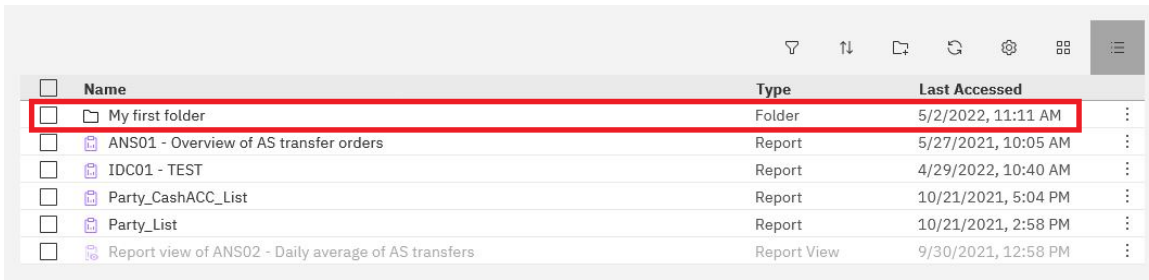 Name Type Last Accessed
My first folder Folder 5/2/2022, 11:11 AM
ANS01 - Overview of AS transfer orders Report 5/27/2021, 10:05 AM
IDC01 - TEST Report 4/29/2022, 10:40 AM
Party_CashACC_List Report 10/21/2021, 5:04 PM
Party_List Report 10/21/2021, 2:58 PM
Report view of ANS02 - Daily average of AS transfers Report View 9/30/2021, 12:58 PM